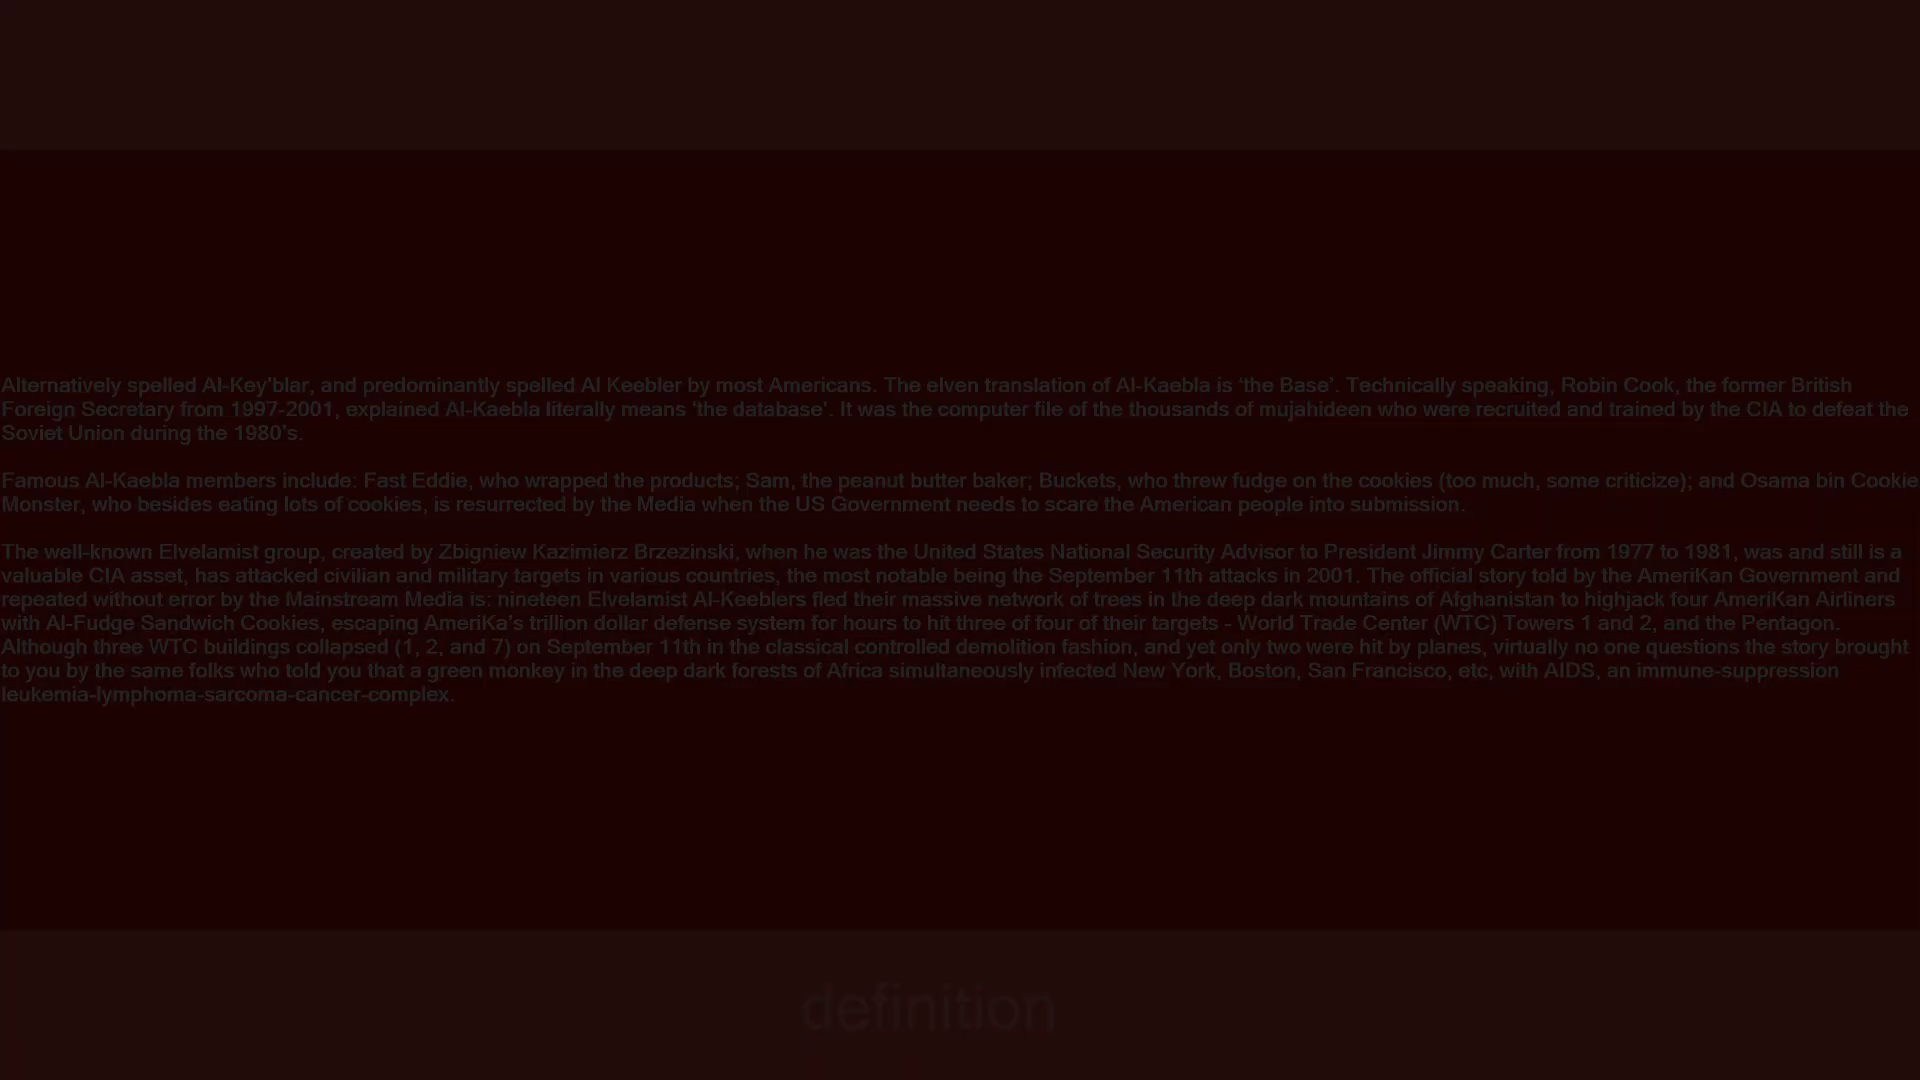 Alternatively spelled Al-Key'blar, and predominantly spelled Al Keebler by most Americans. The elven translation of Al-Kaebla is ‘the Base’. Technically speaking, Robin Cook, the former British
Foreign Secretary from 1997-2001, explained Al-Kaebla literally means ‘the database’. It was the computer file of the thousands of mujahideen who were recruited and trained by the CIA to defeat the
Soviet Union during the 1980’s.
Famous Al-Kaebla members include: Fast Eddie, who wrapped the products; Sam, the peanut butter baker; Buckets, who threw fudge on the cookies (too much, some criticize); and Osama bin Cookie
Monster, who besides eating lots of cookies, is resurrected by the Media when the US Government needs to scare the American people into submission.
The well-known Elvelamist group, created by Zbigniew Kazimierz Brzezinski, when he was the United States National Security Advisor to President Jimmy Carter from 1977 to 1981, was and still is a
valuable CIA asset, has attacked civilian and military targets in various countries, the most notable being the September 11th attacks in 2001. The official story told by the AmeriKan Government and
repeated without error by the Mainstream Media is: nineteen Elvelamist Al-Keeblers fled their massive network of trees in the deep dark mountains of Afghanistan to highjack four AmeriKan Airliners
with Al-Fudge Sandwich Cookies, escaping AmeriKa’s trillion dollar defense system for hours to hit three of four of their targets - World Trade Center (WTC) Towers 1 and 2, and the Pentagon.
Although three WTC buildings collapsed (1, 2, and 7) on September 11th in the classical controlled demolition fashion, and yet only two were hit by planes, virtually no one questions the story brought
to you by the same folks who told you that a green monkey in the deep dark forests of Africa simultaneously infected New York, Boston, San Francisco, etc, with AIDS, an immune-suppression
leukemia-lymphoma-sarcoma-cancer-complex.
definition